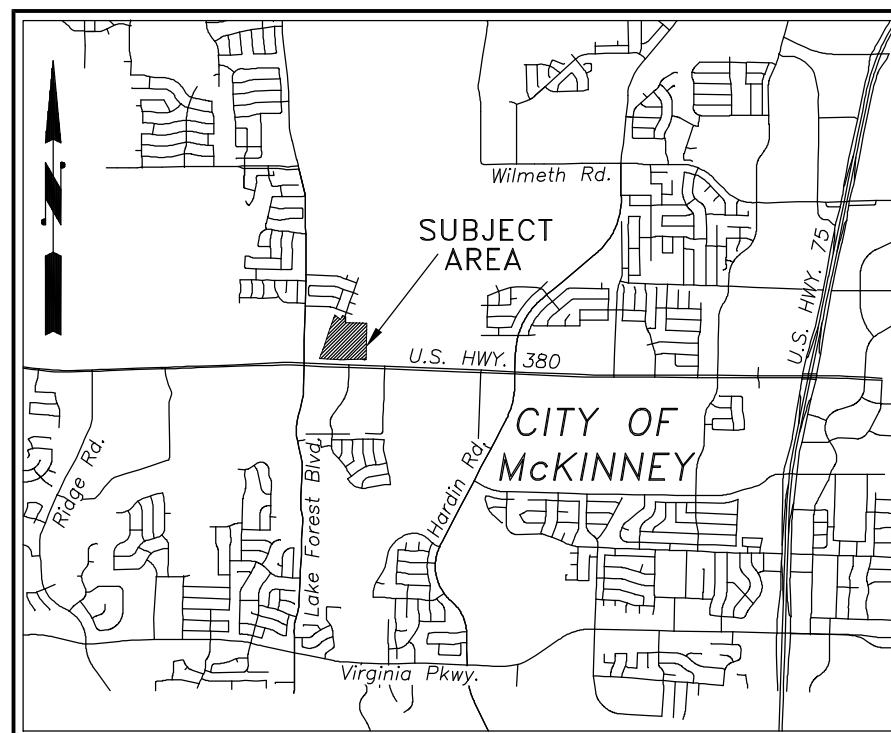 N
Wilmeth Rd.
SUBJECT
AREA
U.S. HWY. 75
U.S. HWY. 380
CITY OF
McKINNEY
Ridge Rd.
Lake Forest Blvd.
Hardin Rd.
Virginia Pkwy.